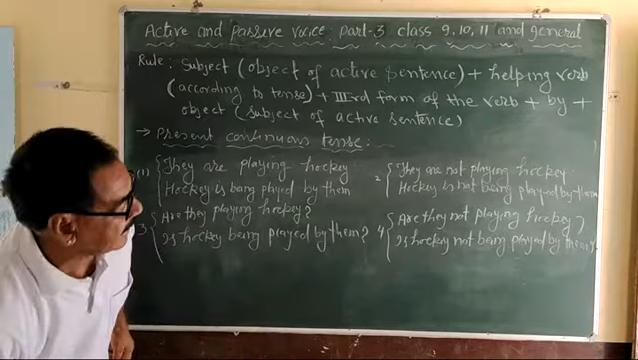 Active and passive voice part-3 class 9, 10, 11 and general
Rule: Subject (object of active sentence) + helping verb
(according to tense) + IIIrd form of the verb + by +
object (subject of active sentence)
→ Present continuous tense:
(1) They are playing hockey.
Hockey is being played by them
2 They are not playing hockey.
Hockey is not being played by them
3 Are they playing hockey?
Is hockey being played by them?
4 Are they not playing hockey?
Is hockey not being played by them?